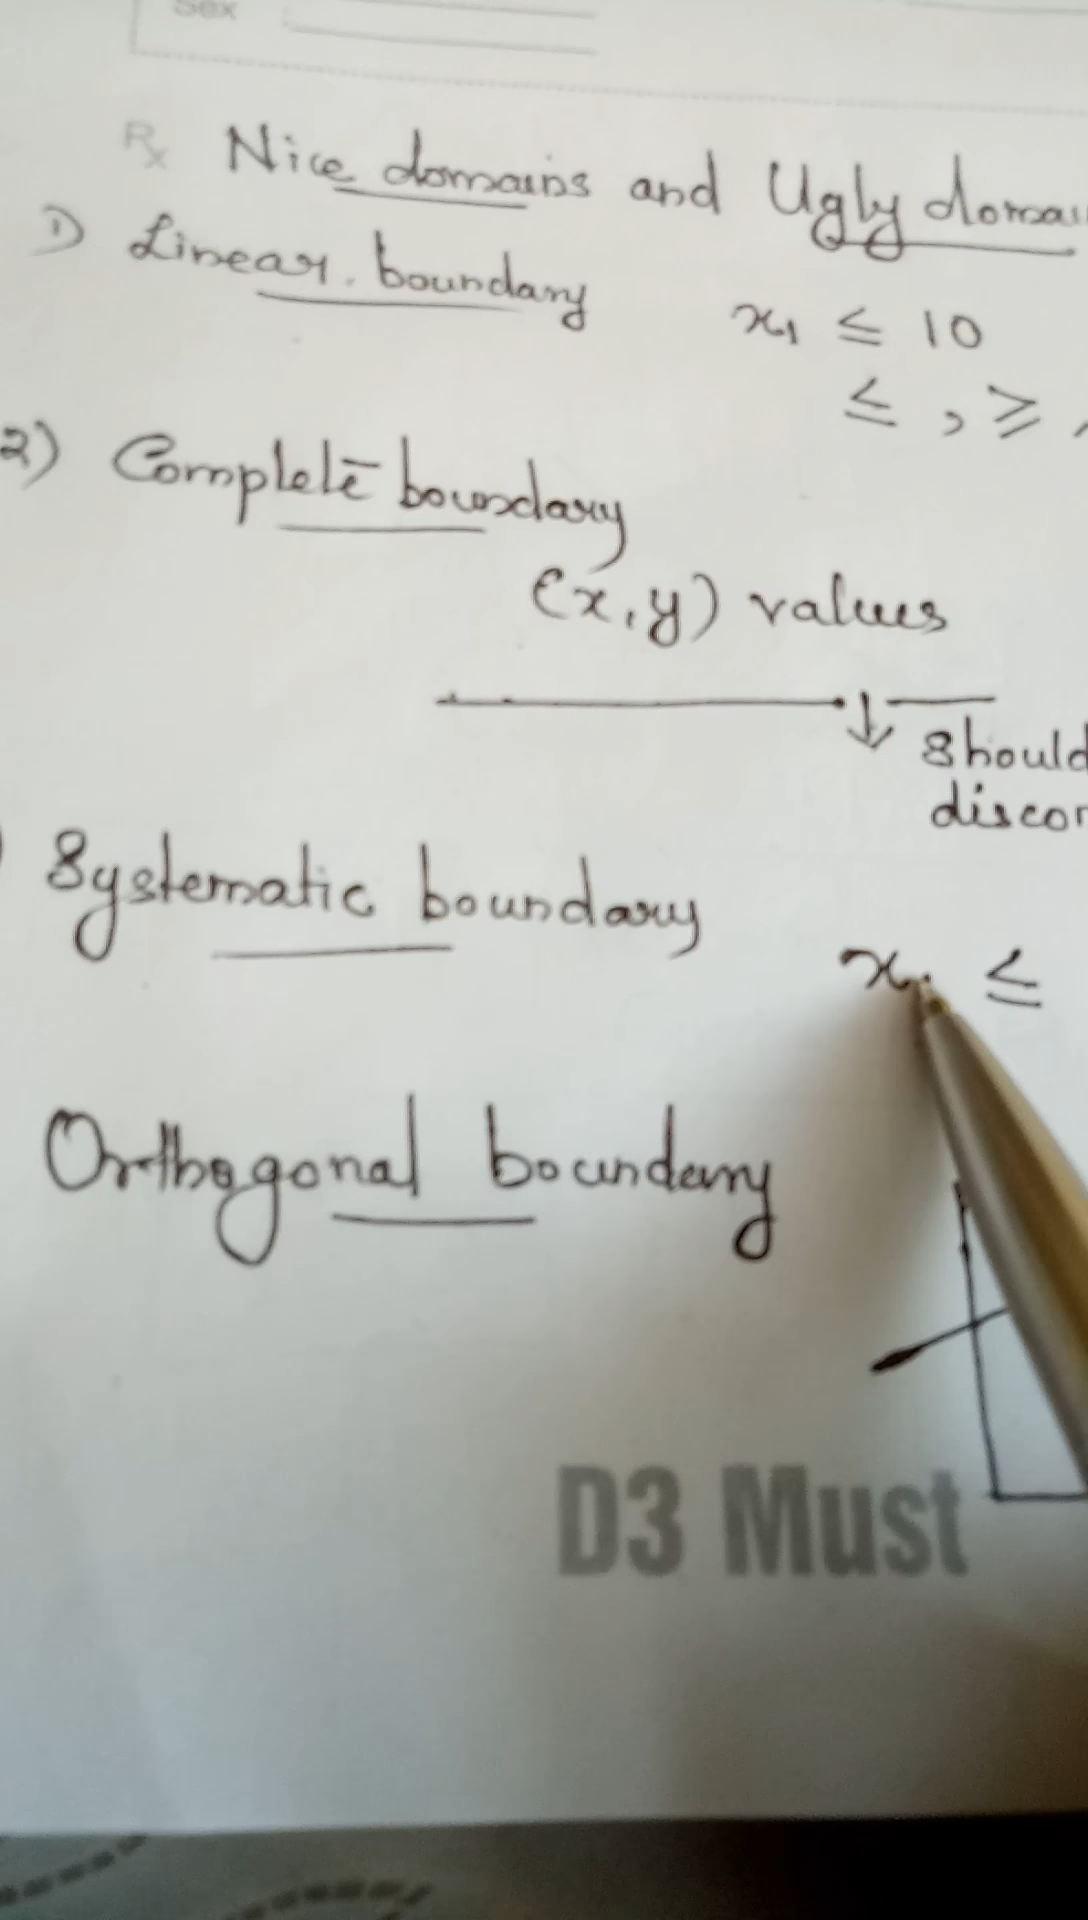 Sex
Rx Nice domains and Ugly domai
1) Linear boundary
x1 ≤ 10
≤ , ≥ ,
2) Complete boundary
(x, y) values
should
discon
Systematic boundary
x ≤
Orthogonal boundary
D3 Must